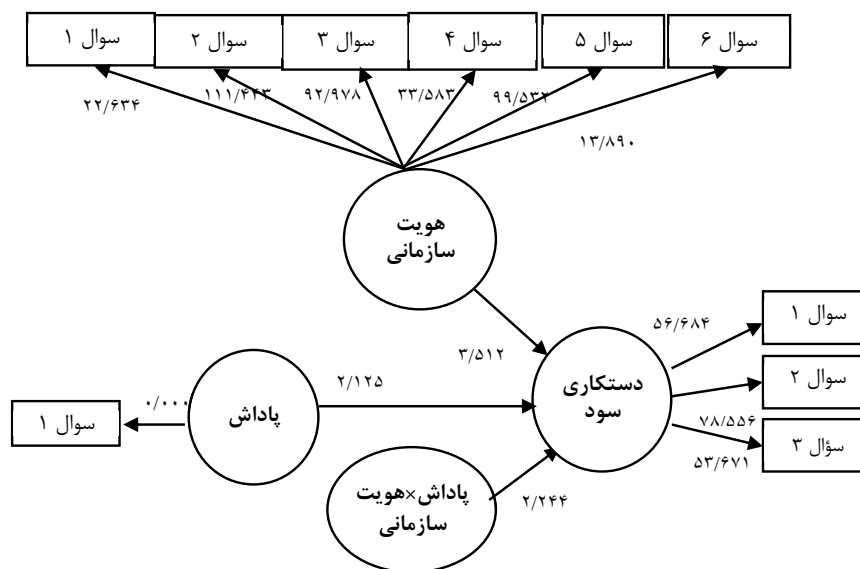 سوال ۱
سوال ۲
سوال ۳
سوال ۴
سوال ۵
سوال ۶
۲۲/۶۳۴
۱۱۱/۴۴۳
۹۲/۹۷۸
۳۳/۵۸۳
۹۹/۵۳۲
۱۳/۸۹۰
هویت
سازمانی
۳/۵۱۲
۵۶/۶۸۴
سوال ۱
سوال ۲
۷۸/۵۵۶
سؤال ۳
۵۳/۶۷۱
دستکاری
سود
۲/۱۲۵
پاداش
۰/۰۰۰
سوال ۱
پاداش×هویت
سازمانی
۲/۲۴۴